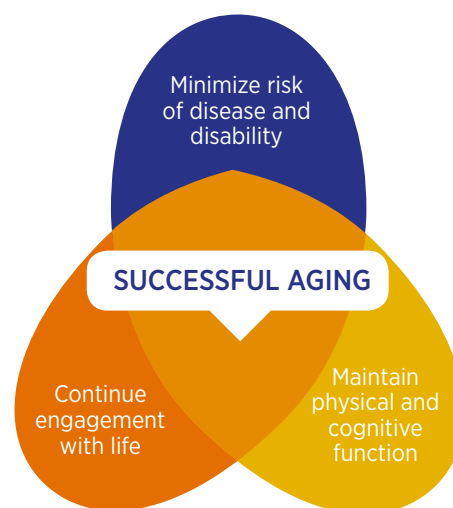 Minimize risk
of disease and
disability
SUCCESSFUL AGING
Continue
engagement
with life
Maintain
physical and
cognitive
function